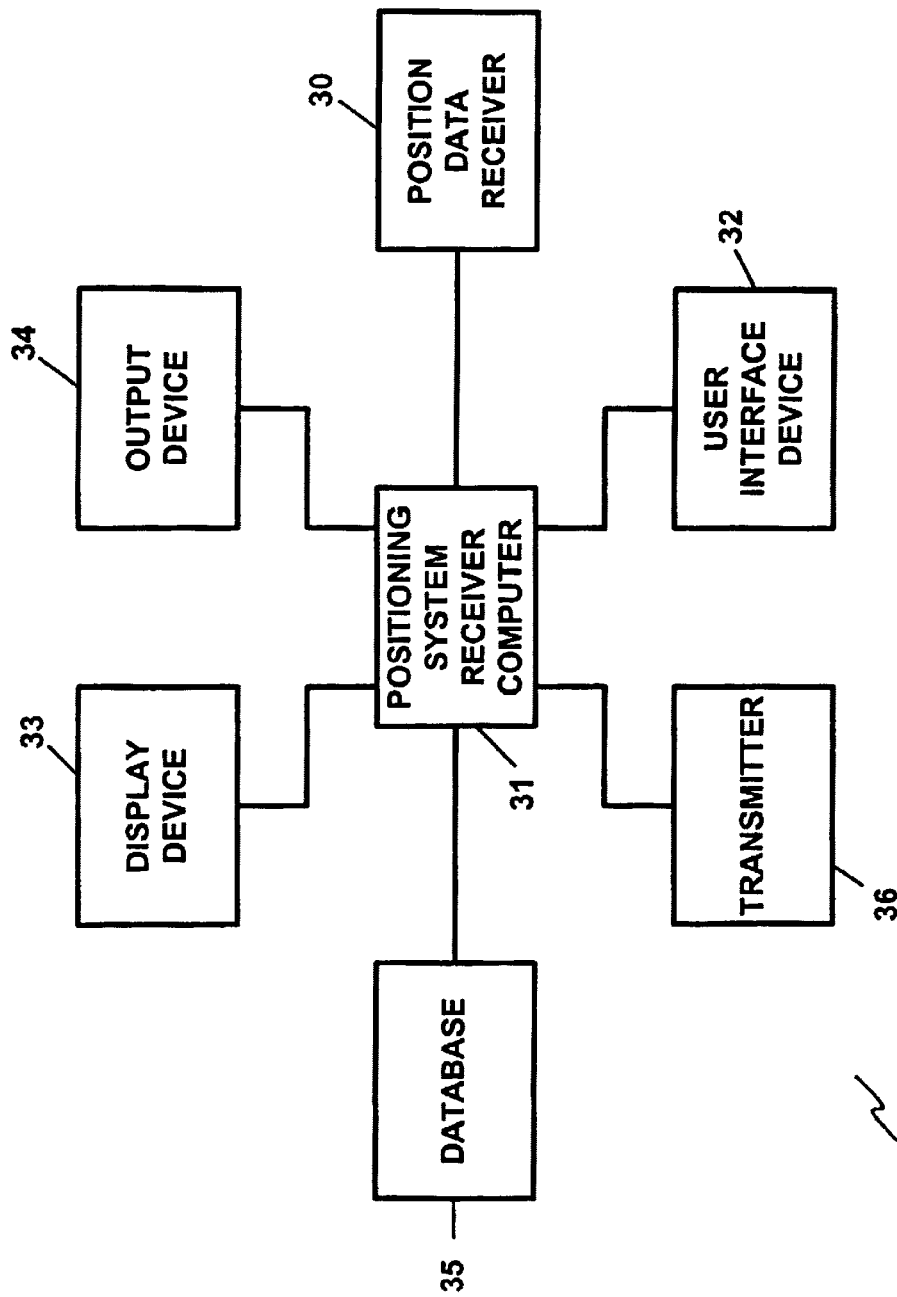 33
DISPLAY
DEVICE
34
OUTPUT
DEVICE
35
DATABASE
POSITIONING
SYSTEM
RECEIVER
COMPUTER
31
30
POSITION
DATA
RECEIVER
TRANSMITTER
36
32
USER
INTERFACE
DEVICE